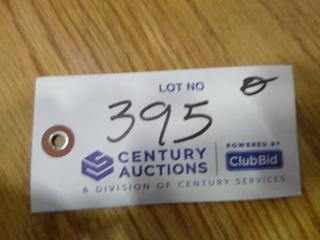 LOT NO
395
CENTURY AUCTIONS
POWERED BY
ClubBid
A DIVISION OF CENTURY SERVICES